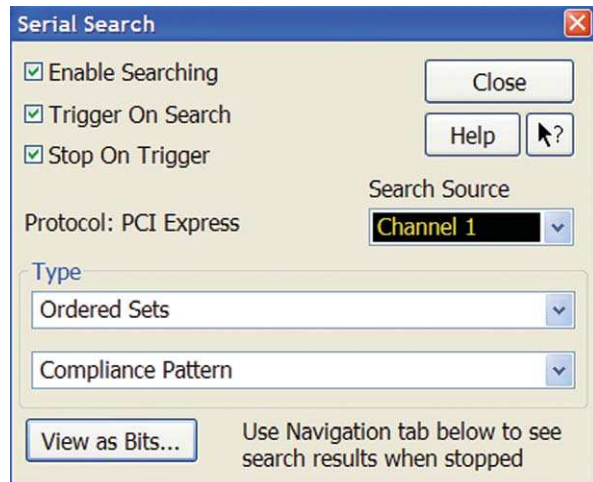 Serial Search
Enable Searching
Close
Trigger On Search
Help
?
Stop On Trigger
Search Source
Protocol: PCI Express
Channel 1
Type
Ordered Sets
Compliance Pattern
View as Bits...
Use Navigation tab below to see
search results when stopped